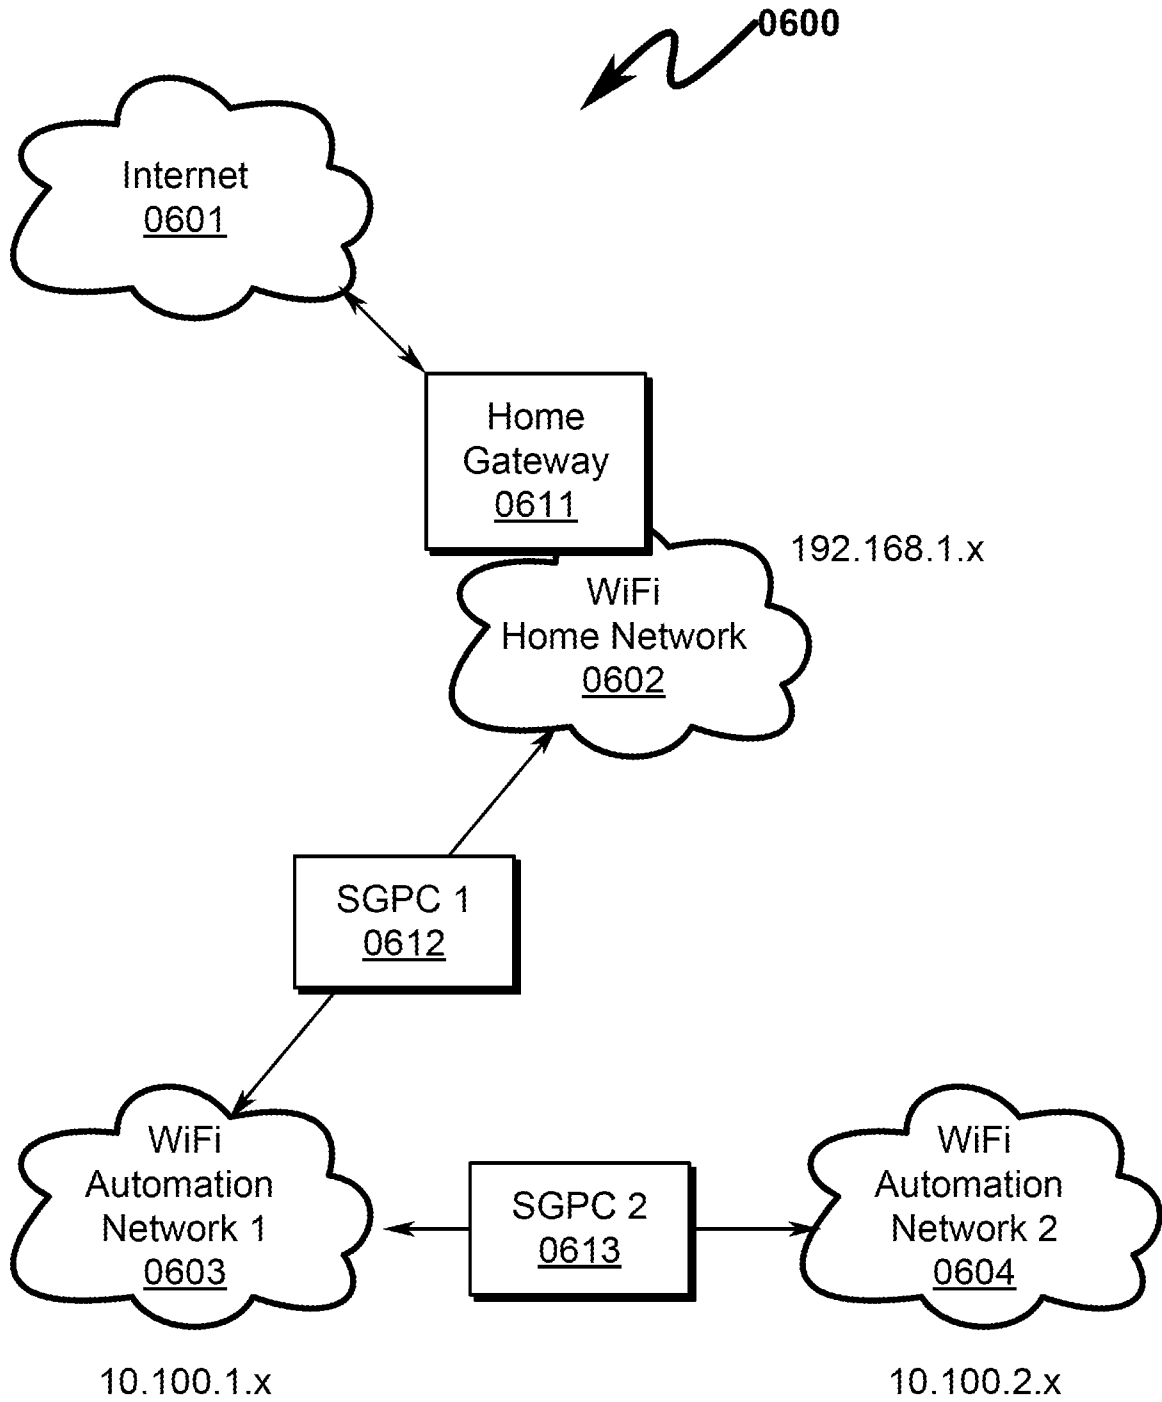 0600
Internet
0601
Home
Gateway
0611
192.168.1.x
WiFi
Home Network
0602
SGPC 1
0612
WiFi
Automation
Network 1
0603
10.100.1.x
SGPC 2
0613
WiFi
Automation
Network 2
0604
10.100.2.x